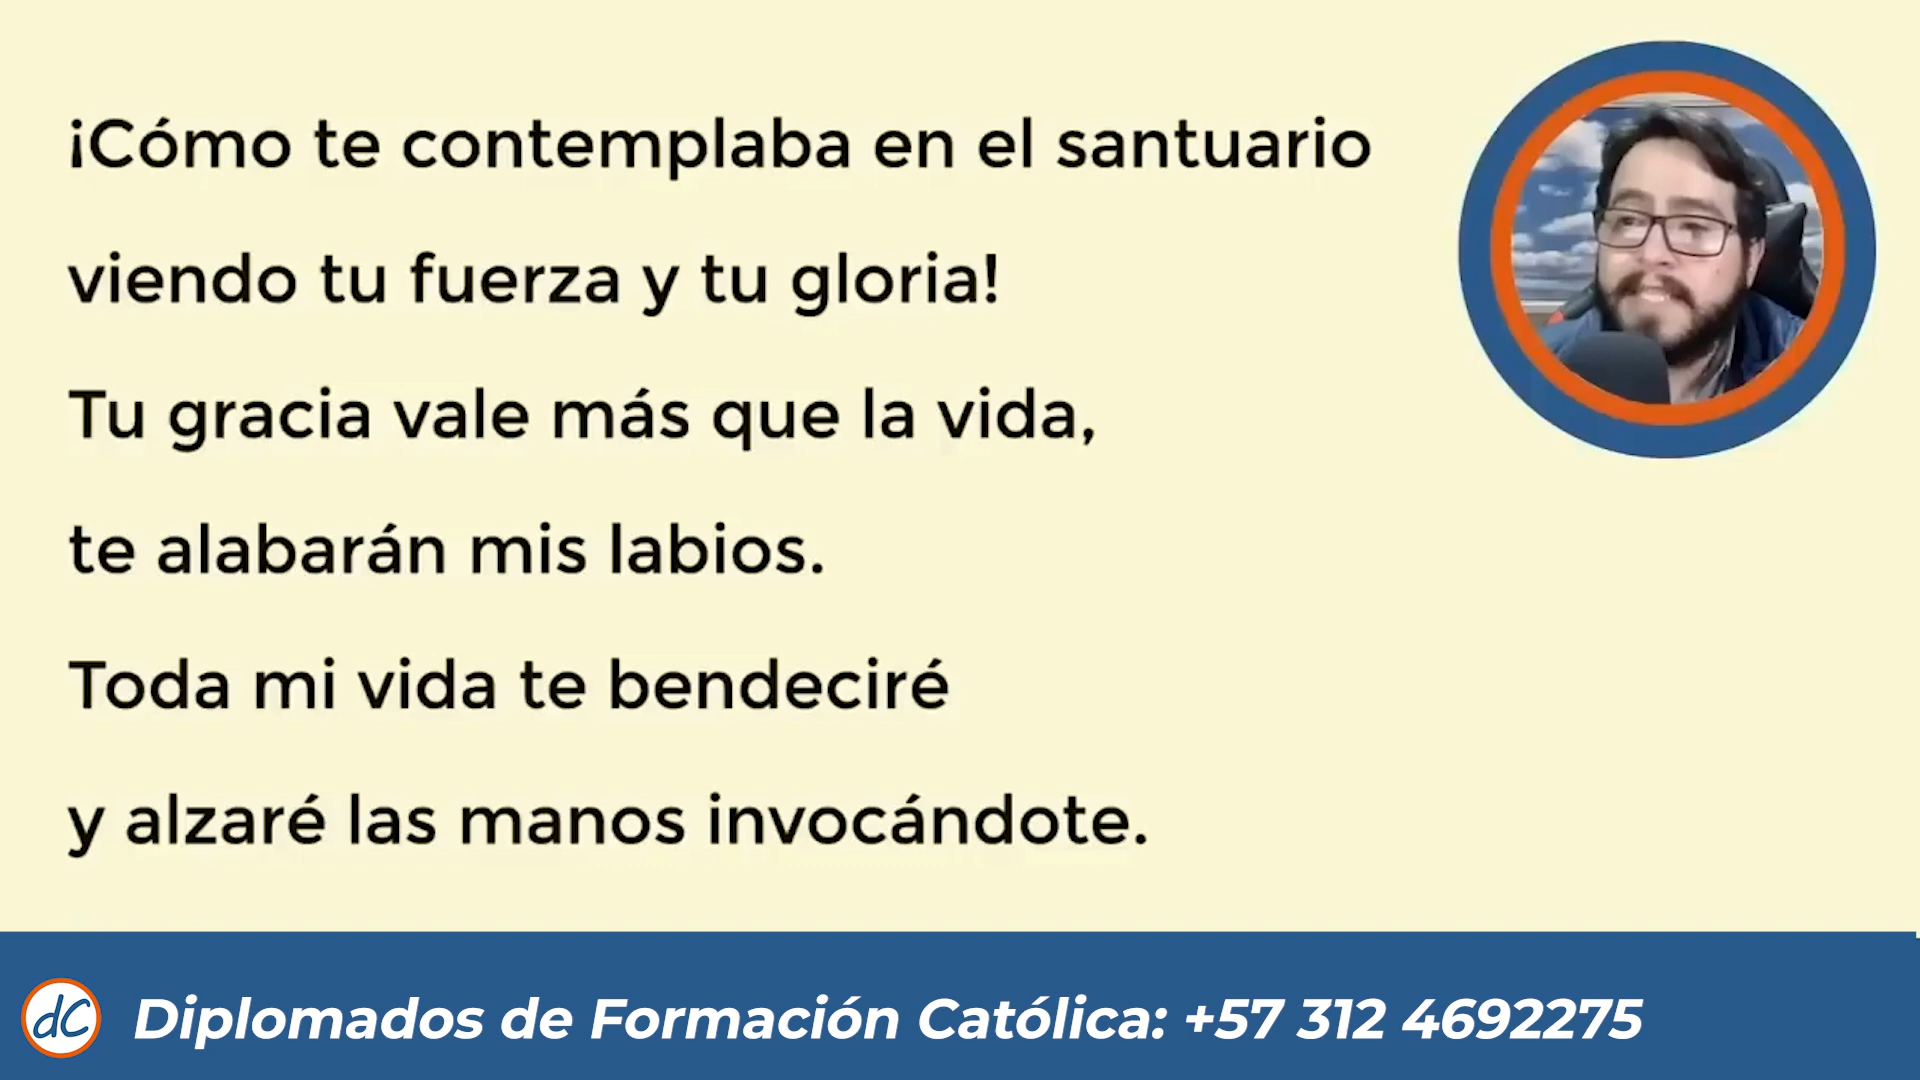 ¡Cómo te contemplaba en el santuario
viendo tu fuerza y tu gloria!
Tu gracia vale más que la vida,
te alabarán mis labios.
Toda mi vida te bendeciré
y alzaré las manos invocándote.
dC
Diplomados de Formación Católica: +57 312 4692275